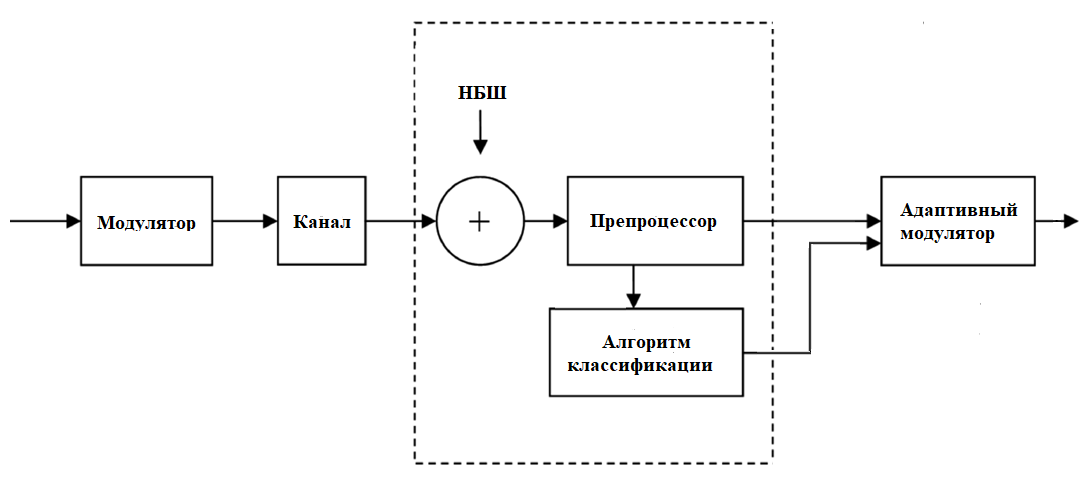 НБШ
Модулятор
Канал
+
Препроцессор
Адаптивный
модулятор
Алгоритм
классификации